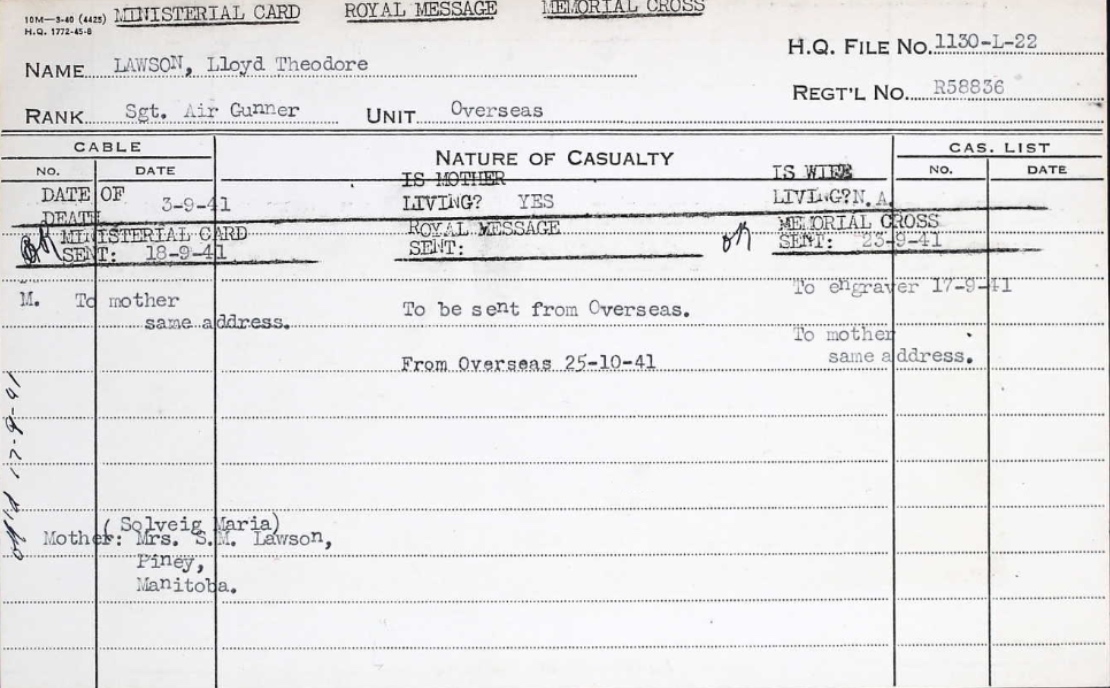 10M—3-40 (4425) MINISTERIAL CARD ROYAL MESSAGE MEMORIAL CROSS
H.Q. 1772-45-8
H.Q. FILE NO. 1130-L-22
NAME LAWSON, Lloyd Theodore
REGT'L NO. R58836
RANK Sgt. Air Gunner UNIT Overseas
CABLE NATURE OF CASUALTY CAS. LIST
NO. DATE NO. DATE
IS MOTHER IS WIFE
DATE OF 3-9-41 LIVING? YES LIVING? N.A.
DEATH
MINISTERIAL CARD ROYAL MESSAGE MEMORIAL CROSS
OK SENT: 18-9-41 SENT: OK SENT: 23-9-41
To engraver 17-9-41
M. To mother To be sent from Overseas.
same address.
To mother
From Overseas 25-10-41 same address.
17-9-41
(Solveig Maria)
Mother: Mrs. S.M. Lawson,
Piney,
Manitoba.